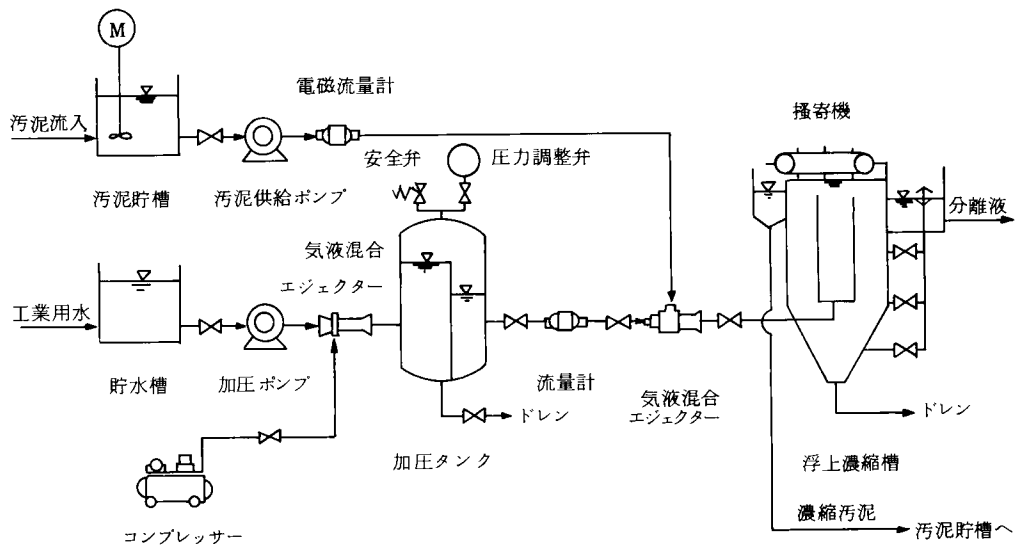 M
電磁流量計
搔寄機
汚泥流入
安全弁
圧力調整弁
汚泥貯槽
汚泥供給ポンプ
分離液
気液混合
エジェクター
工業用水
貯水槽
加圧ポンプ
流量計
気液混合
エジェクター
ドレン
ドレン
加圧タンク
浮上濃縮槽
濃縮汚泥
汚泥貯槽へ
コンプレッサー